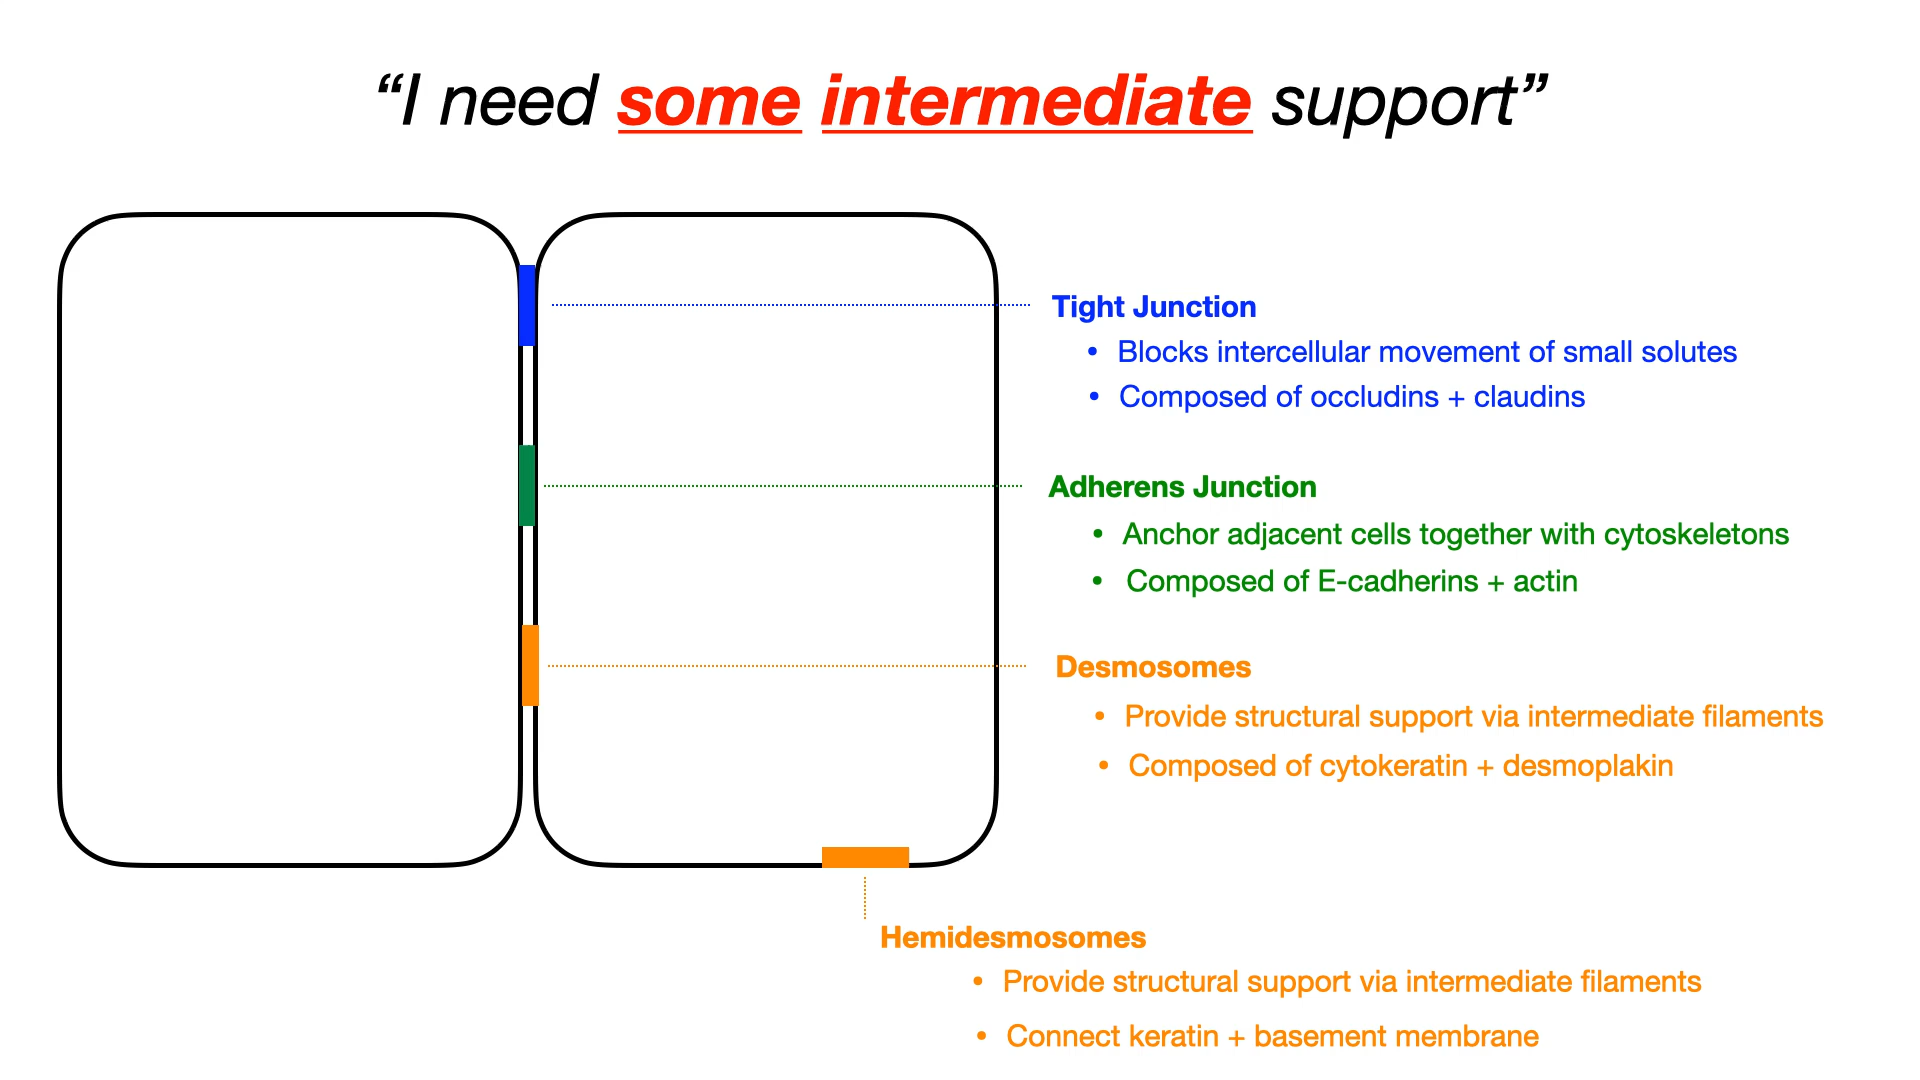 “I need some intermediate support”
Tight Junction
• Blocks intercellular movement of small solutes
• Composed of occludins + claudins
Adherens Junction
• Anchor adjacent cells together with cytoskeletons
• Composed of E-cadherins + actin
Desmosomes
• Provide structural support via intermediate filaments
• Composed of cytokeratin + desmoplakin
Hemidesmosomes
• Provide structural support via intermediate filaments
• Connect keratin + basement membrane